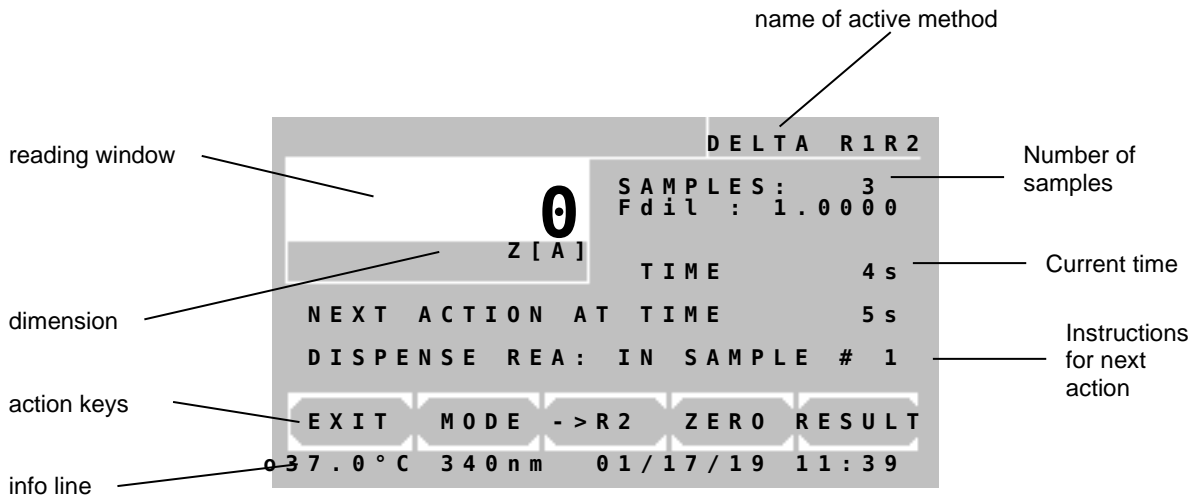 name of active method
reading window
DELTA R1R2
Number of
samples
SAMPLES: 3
Fdil : 1.0000
0
Z[A]
TIME 4s
Current time
dimension
NEXT ACTION AT TIME 5s
Instructions
for next
action
DISPENSE REA: IN SAMPLE # 1
action keys
EXIT MODE ->R2 ZERO RESULT
o37.0°C 340nm 01/17/19 11:39
info line